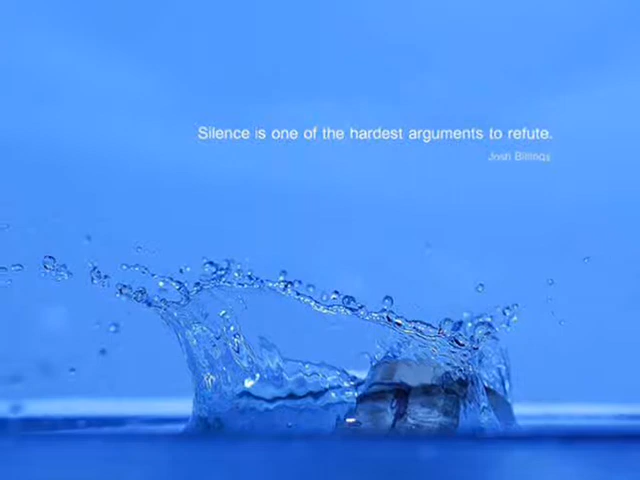 Silence is one of the hardest arguments to refute.
Josh Billings